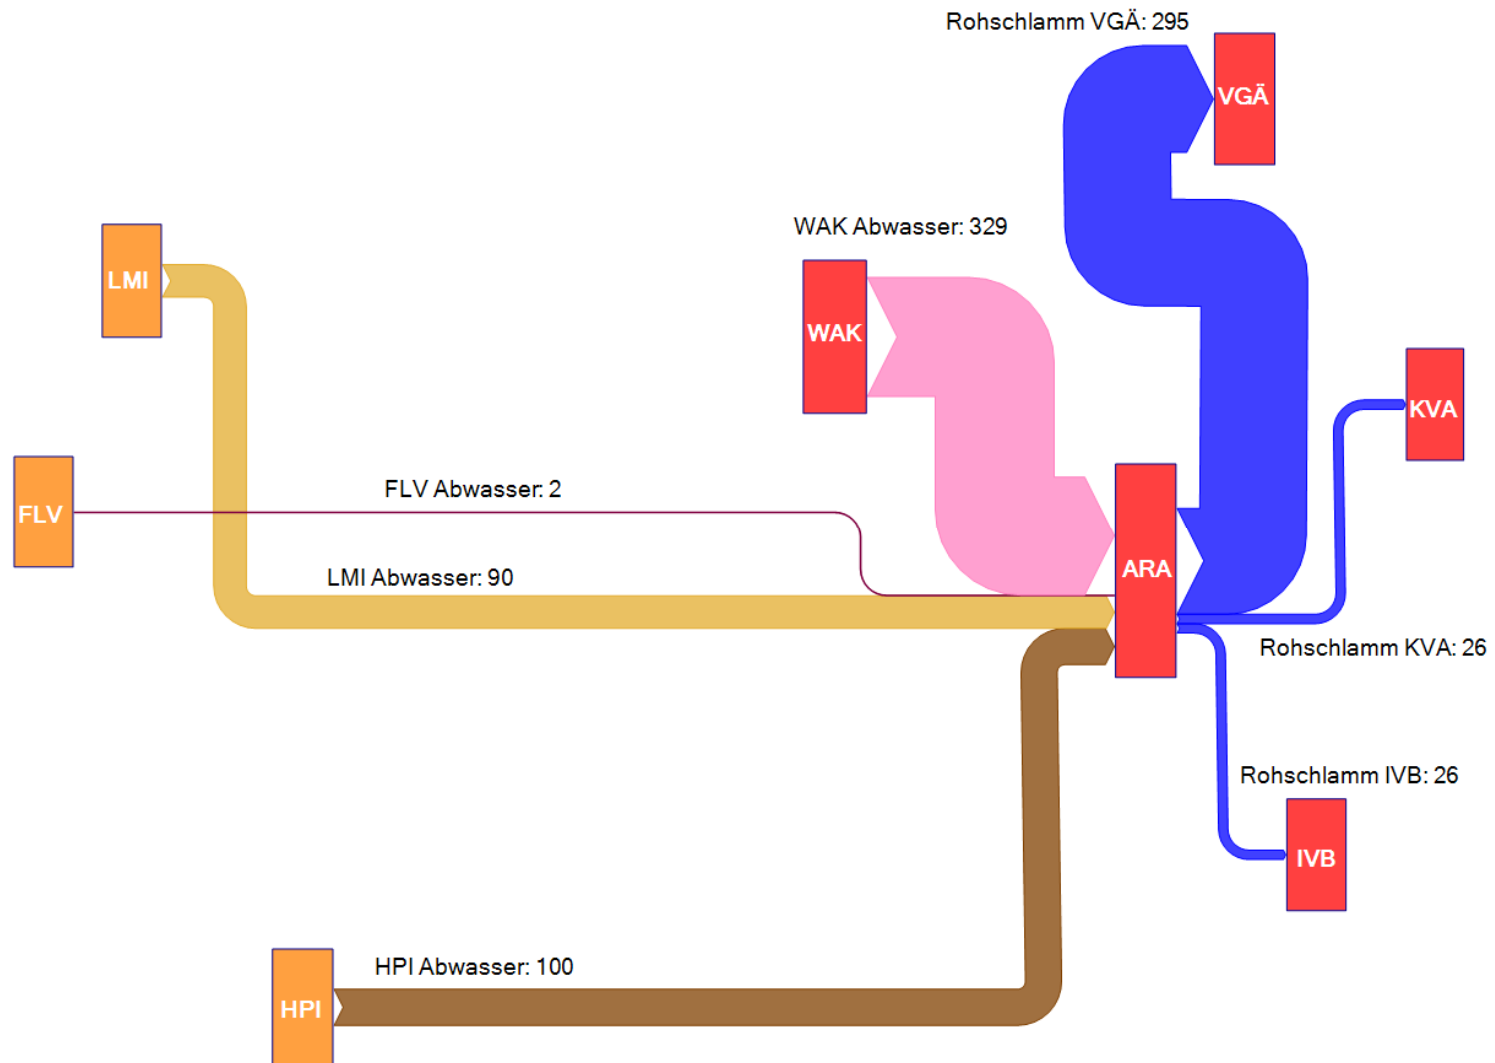 Rohschlamm VGÄ: 295
VGÄ
WAK Abwasser: 329
LMI
WAK
KVA
FLV Abwasser: 2
FLV
ARA
LMI Abwasser: 90
Rohschlamm KVA: 26
Rohschlamm IVB: 26
IVB
HPI Abwasser: 100
HPI